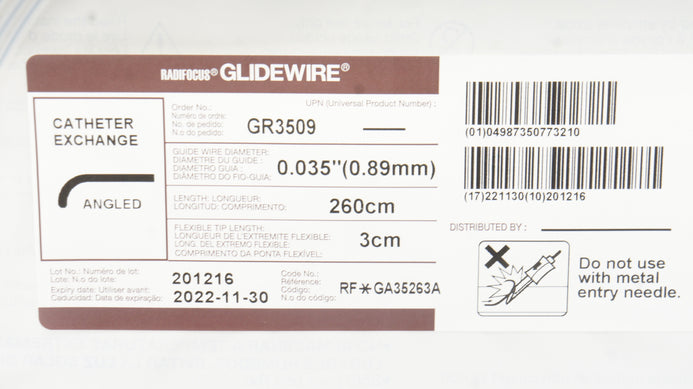 RADIFOCUS® GLIDEWIRE®
CATHETER
EXCHANGE
ANGLED
Order No.:
Numéro de ordre:
No. de pedido:
N.o do pedido:
GR3509
UPN (Universal Product Number) :
GUIDE WIRE DIAMETER:
DIAMÈTRE DU GUIDE :
DIÁMETRO GUIA :
DIÂMETRO DO FIO-GUIA:
0.035"(0.89mm)
LENGTH: LONGUEUR:
LONGITUD: COMPRIMENTO:
260cm
FLEXIBLE TIP LENGTH:
LONGUEUR DE L'EXTREMITE FLEXIBLE:
LONG. DEL EXTREMO FLEXIBLE:
COMPRIMENTO DA PONTA FLEXÍVEL:
3cm
Lot No.: Numéro de lot:
Lote: N.o do lote:
201216
Expiry date: Utiliser avant:
Caducidad: Data de expiração:
2022-11-30
Code No.:
Référence:
Código:
N.o do código:
RF*GA35263A
(01)04987350773210
(17)221130(10)201216
DISTRIBUTED BY :
Do not use
with metal
entry needle.